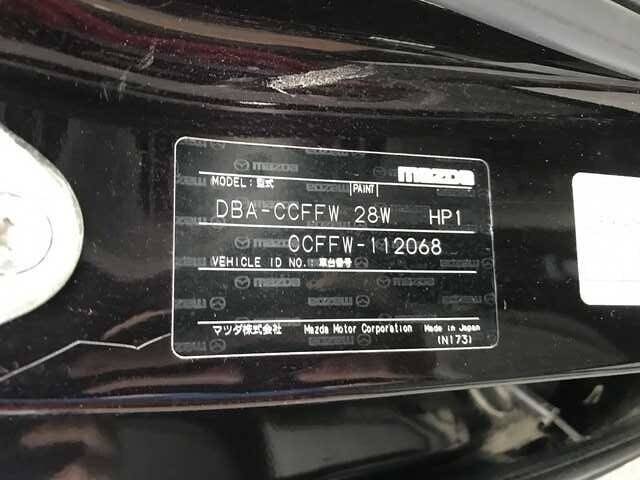 mazda
MODEL:型式 PAINT
DBA-CCFFW 28W HP1
CCFFW-112068
VEHICLE ID NO.:車台番号
マツダ株式会社 Mazda Motor Corporation Made in Japan
(N173)